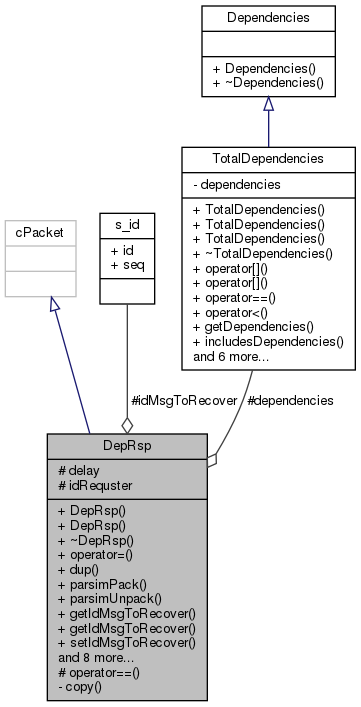 Dependencies
+ Dependencies()
+ ~Dependencies()
TotalDependencies
- dependencies
+ TotalDependencies()
+ TotalDependencies()
+ TotalDependencies()
+ ~TotalDependencies()
+ operator[]()
+ operator[]()
+ operator==()
+ operator<()
+ getDependencies()
+ includesDependencies()
and 6 more...
cPacket
s_id
+ id
+ seq
#idMsgToRecover
#dependencies
DepRsp
# delay
# idRequster
+ DepRsp()
+ DepRsp()
+ ~DepRsp()
+ operator=()
+ dup()
+ parsimPack()
+ parsimUnpack()
+ getIdMsgToRecover()
+ getIdMsgToRecover()
+ setIdMsgToRecover()
and 8 more...
# operator==()
- copy()